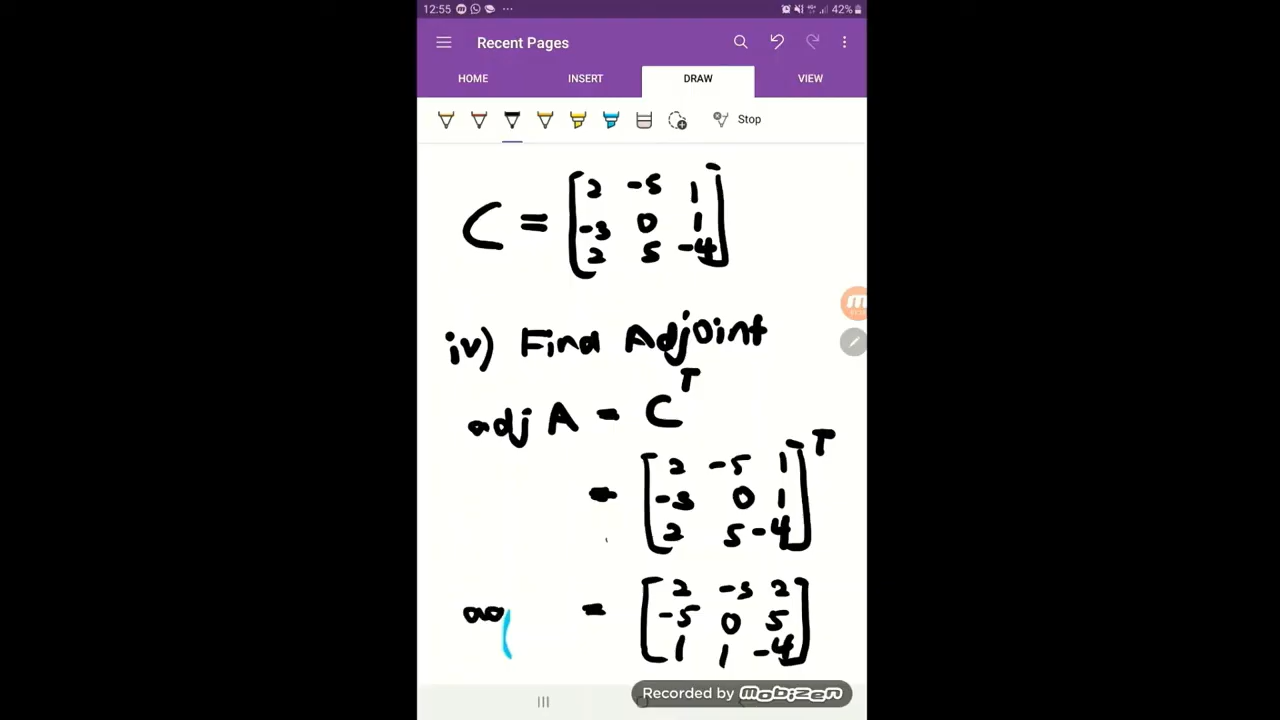 12:55 ... 42%
Recent Pages
HOME INSERT DRAW VIEW
Stop
C = [2 -5 1
-3 0 1
2 5 -4]
iv) Find Adjoint
adj A = C^T
= [2 -5 1
-3 0 1
2 5 -4]^T
= [2 -3 2
-5 0 5
1 1 -4]
Recorded by mobizen